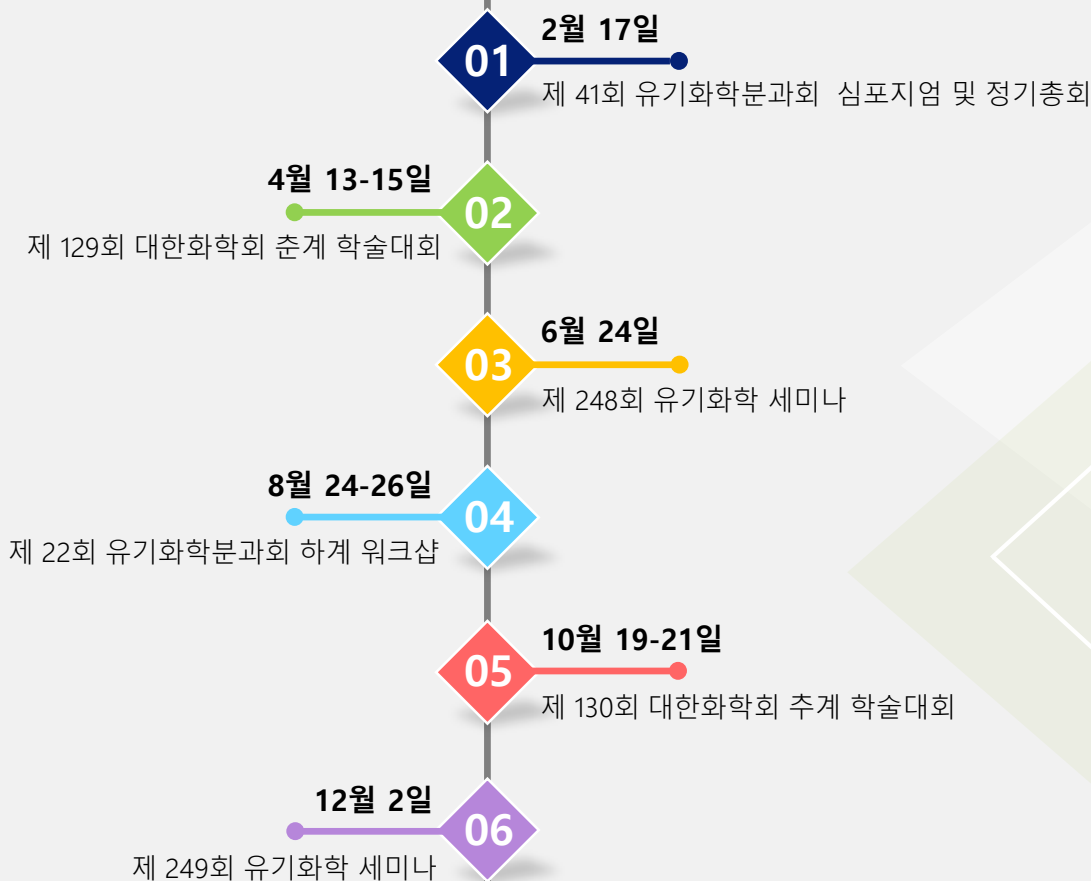 01
2월 17일
제 41회 유기화학분과회 심포지엄 및 정기총회
4월 13-15일
02
제 129회 대한화학회 춘계 학술대회
6월 24일
03
제 248회 유기화학 세미나
8월 24-26일
04
제 22회 유기화학분과회 하계 워크샵
10월 19-21일
05
제 130회 대한화학회 추계 학술대회
12월 2일
06
제 249회 유기화학 세미나